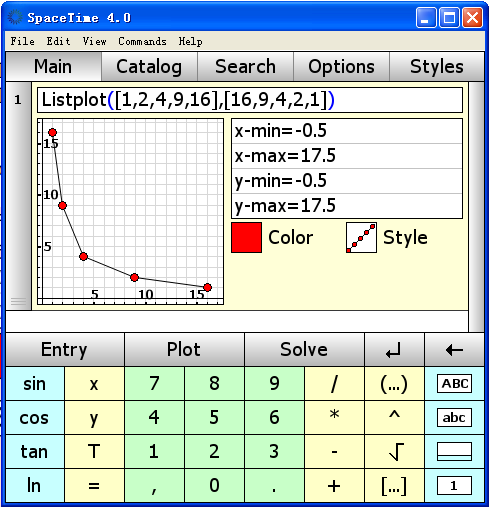 SpaceTime 4.0
File Edit View Commands Help
Main Catalog Search Options Styles
1 Listplot([1,2,4,9,16],[16,9,4,2,1])
15
10
5
5 10 15
x-min=-0.5
x-max=17.5
y-min=-0.5
y-max=17.5
Color Style
Entry Plot Solve ↵ ←
sin x 7 8 9 / (...) ABC
cos y 4 5 6 * ^ abc
tan T 1 2 3 - √
ln = , 0 . + [...] 1